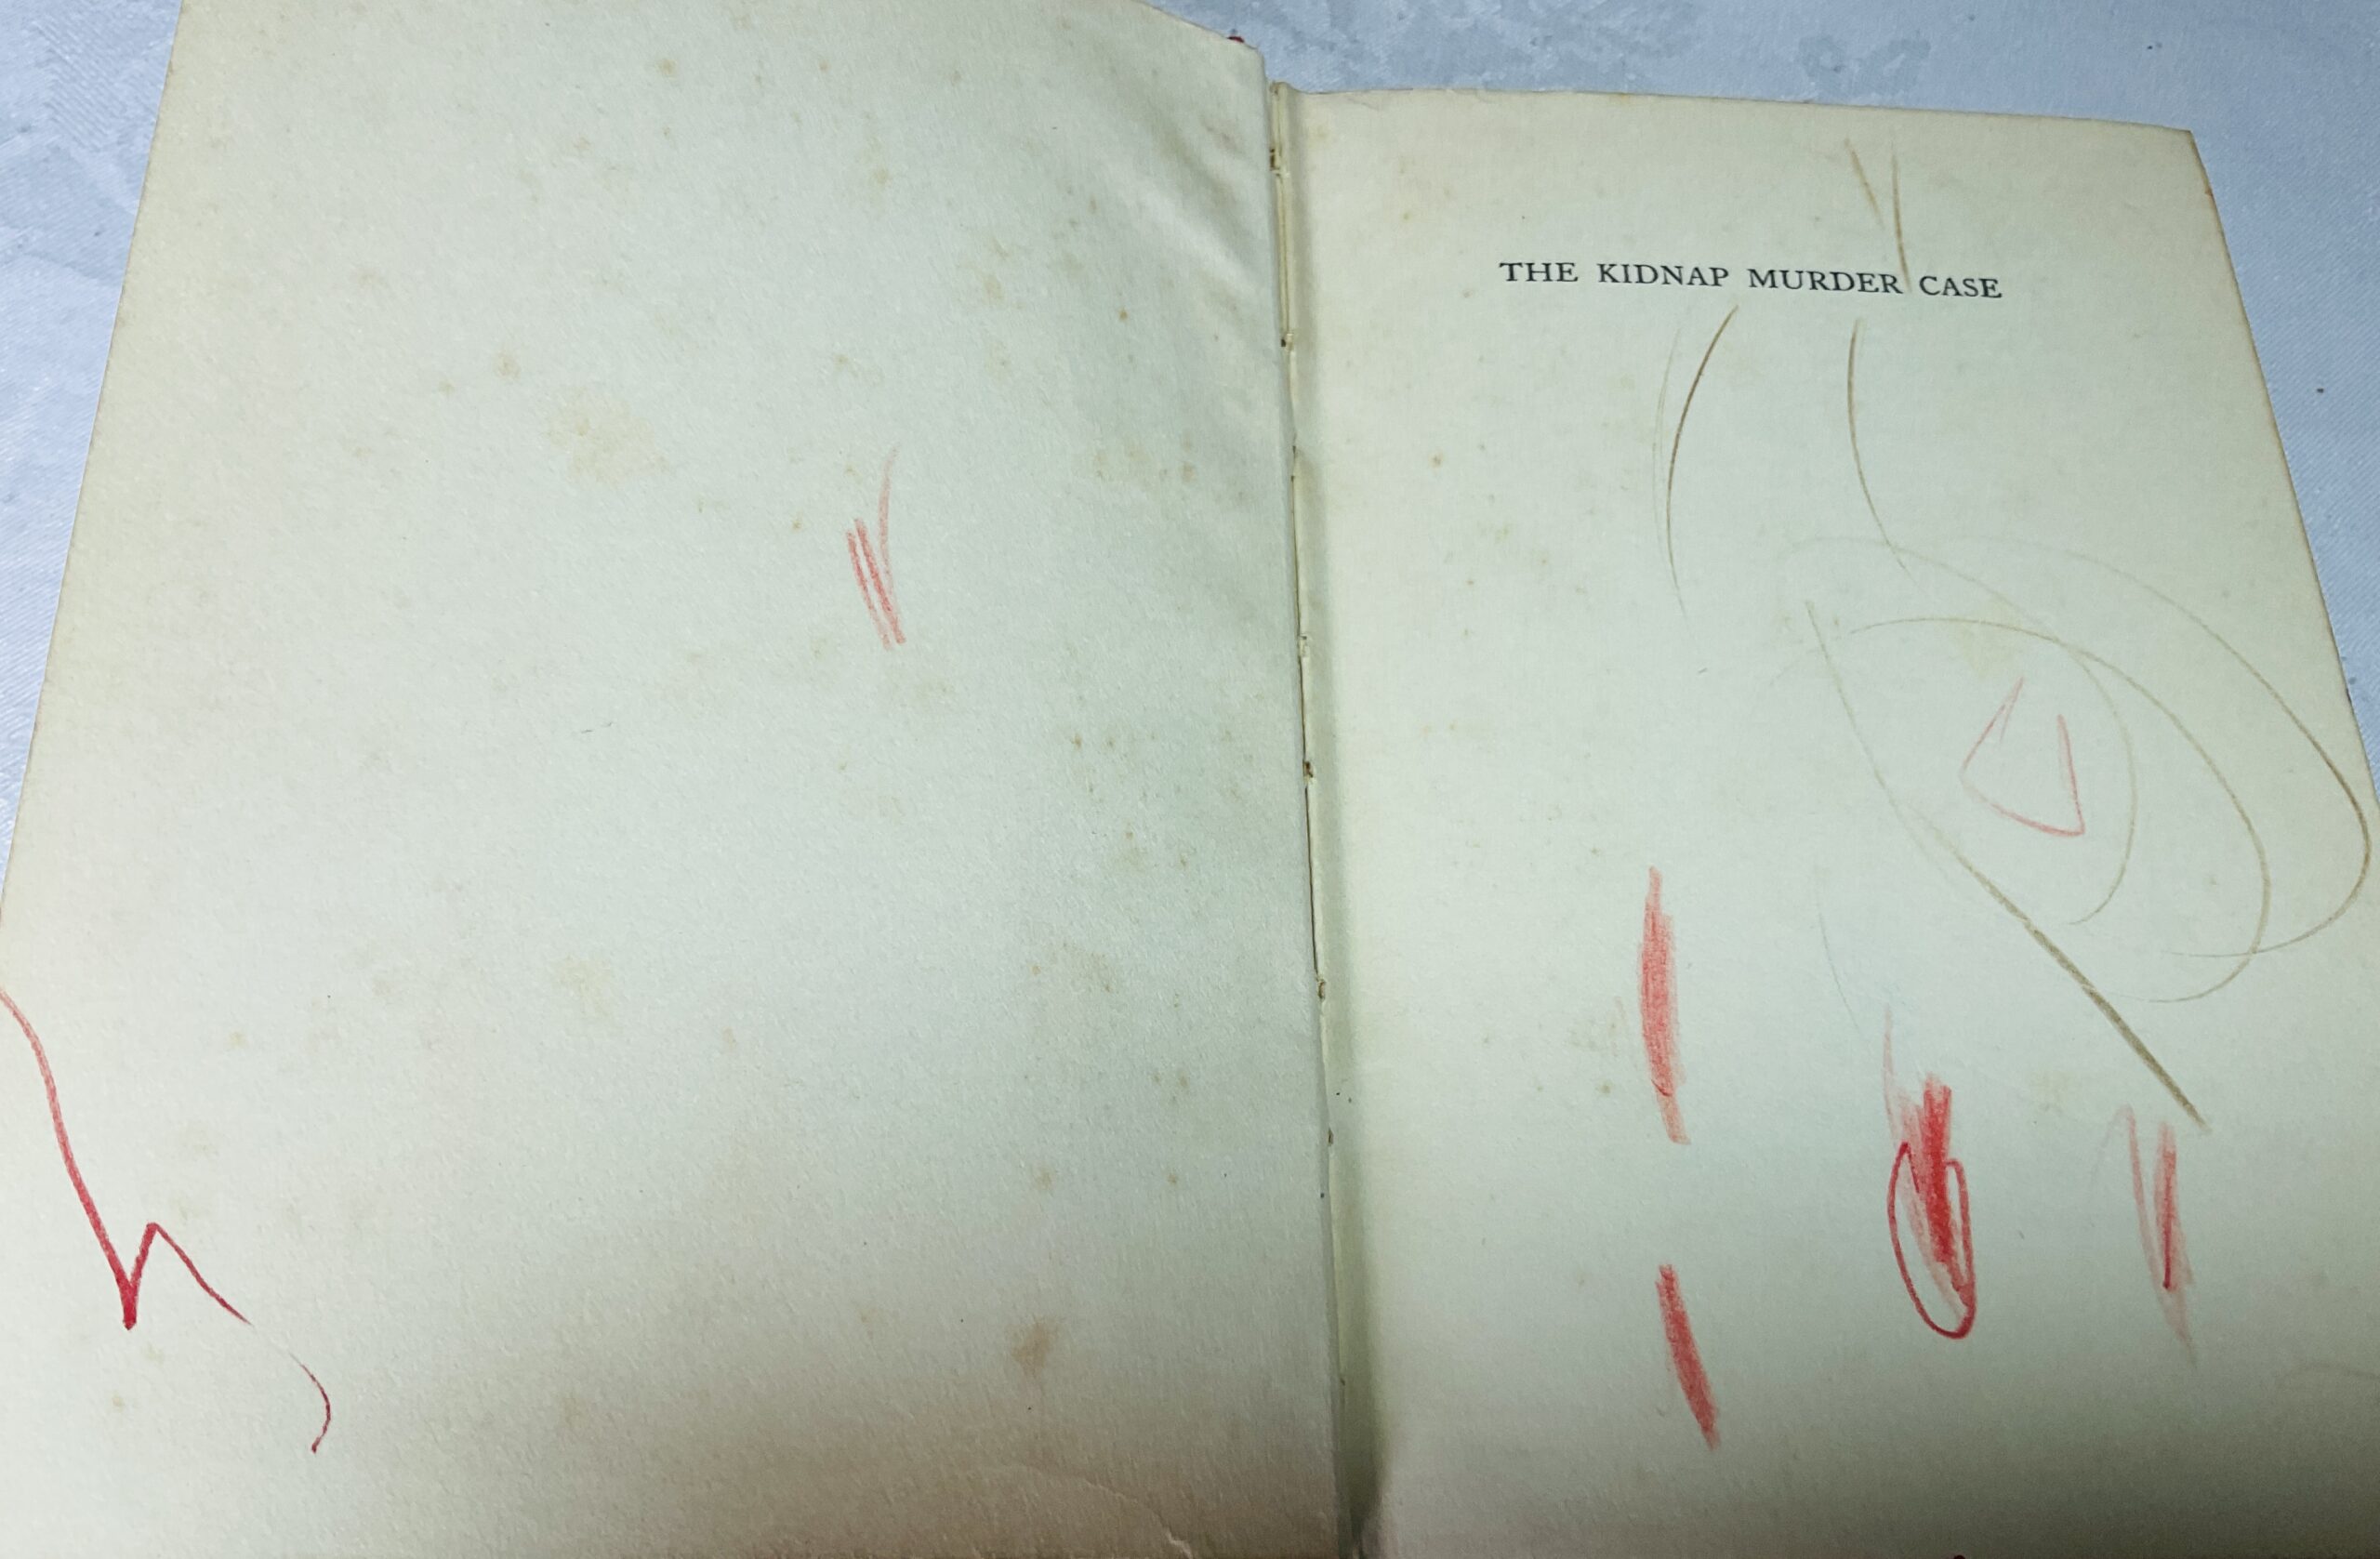 THE KIDNAP MURDER CASE